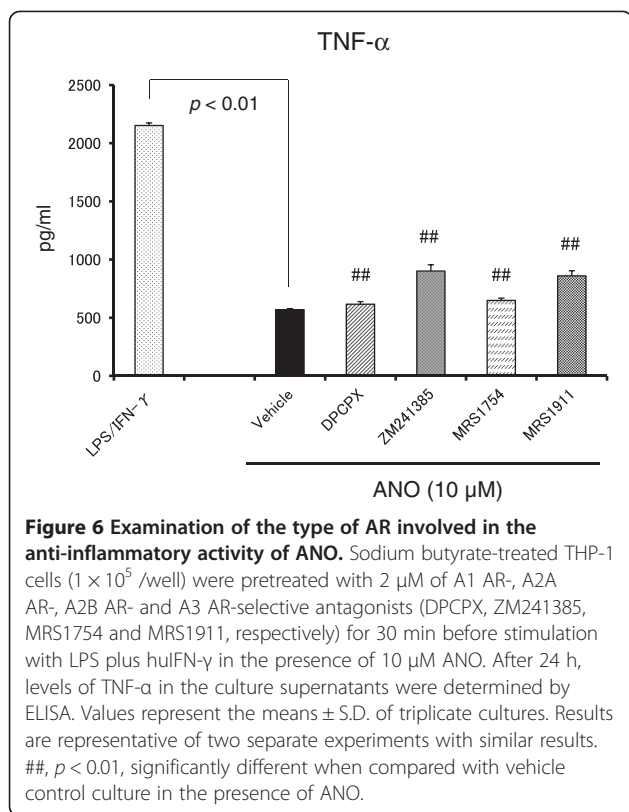 TNF-α
2500
2000
1500
1000
500
0
pg/ml
p < 0.01
##
##
##
##
LPS/IFN-γ
Vehicle
DPCPX
ZM241385
MRS1754
MRS1911
ANO (10 μM)
Figure 6 Examination of the type of AR involved in the
anti-inflammatory activity of ANO. Sodium butyrate-treated THP-1
cells (1 × 10⁵ /well) were pretreated with 2 μM of A1 AR-, A2A
AR-, A2B AR- and A3 AR-selective antagonists (DPCPX, ZM241385,
MRS1754 and MRS1911, respectively) for 30 min before stimulation
with LPS plus huIFN-γ in the presence of 10 μM ANO. After 24 h,
levels of TNF-α in the culture supernatants were determined by
ELISA. Values represent the means ± S.D. of triplicate cultures. Results
are representative of two separate experiments with similar results.
##, p < 0.01, significantly different when compared with vehicle
control culture in the presence of ANO.